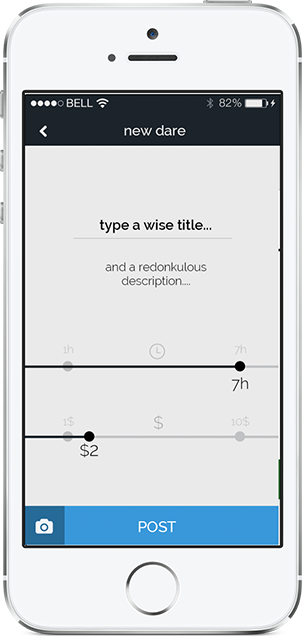 BELL 82%
new dare
type a wise title...
and a redonkulous
description....
1h 7h
7h
1$ $ 10$
$2
POST